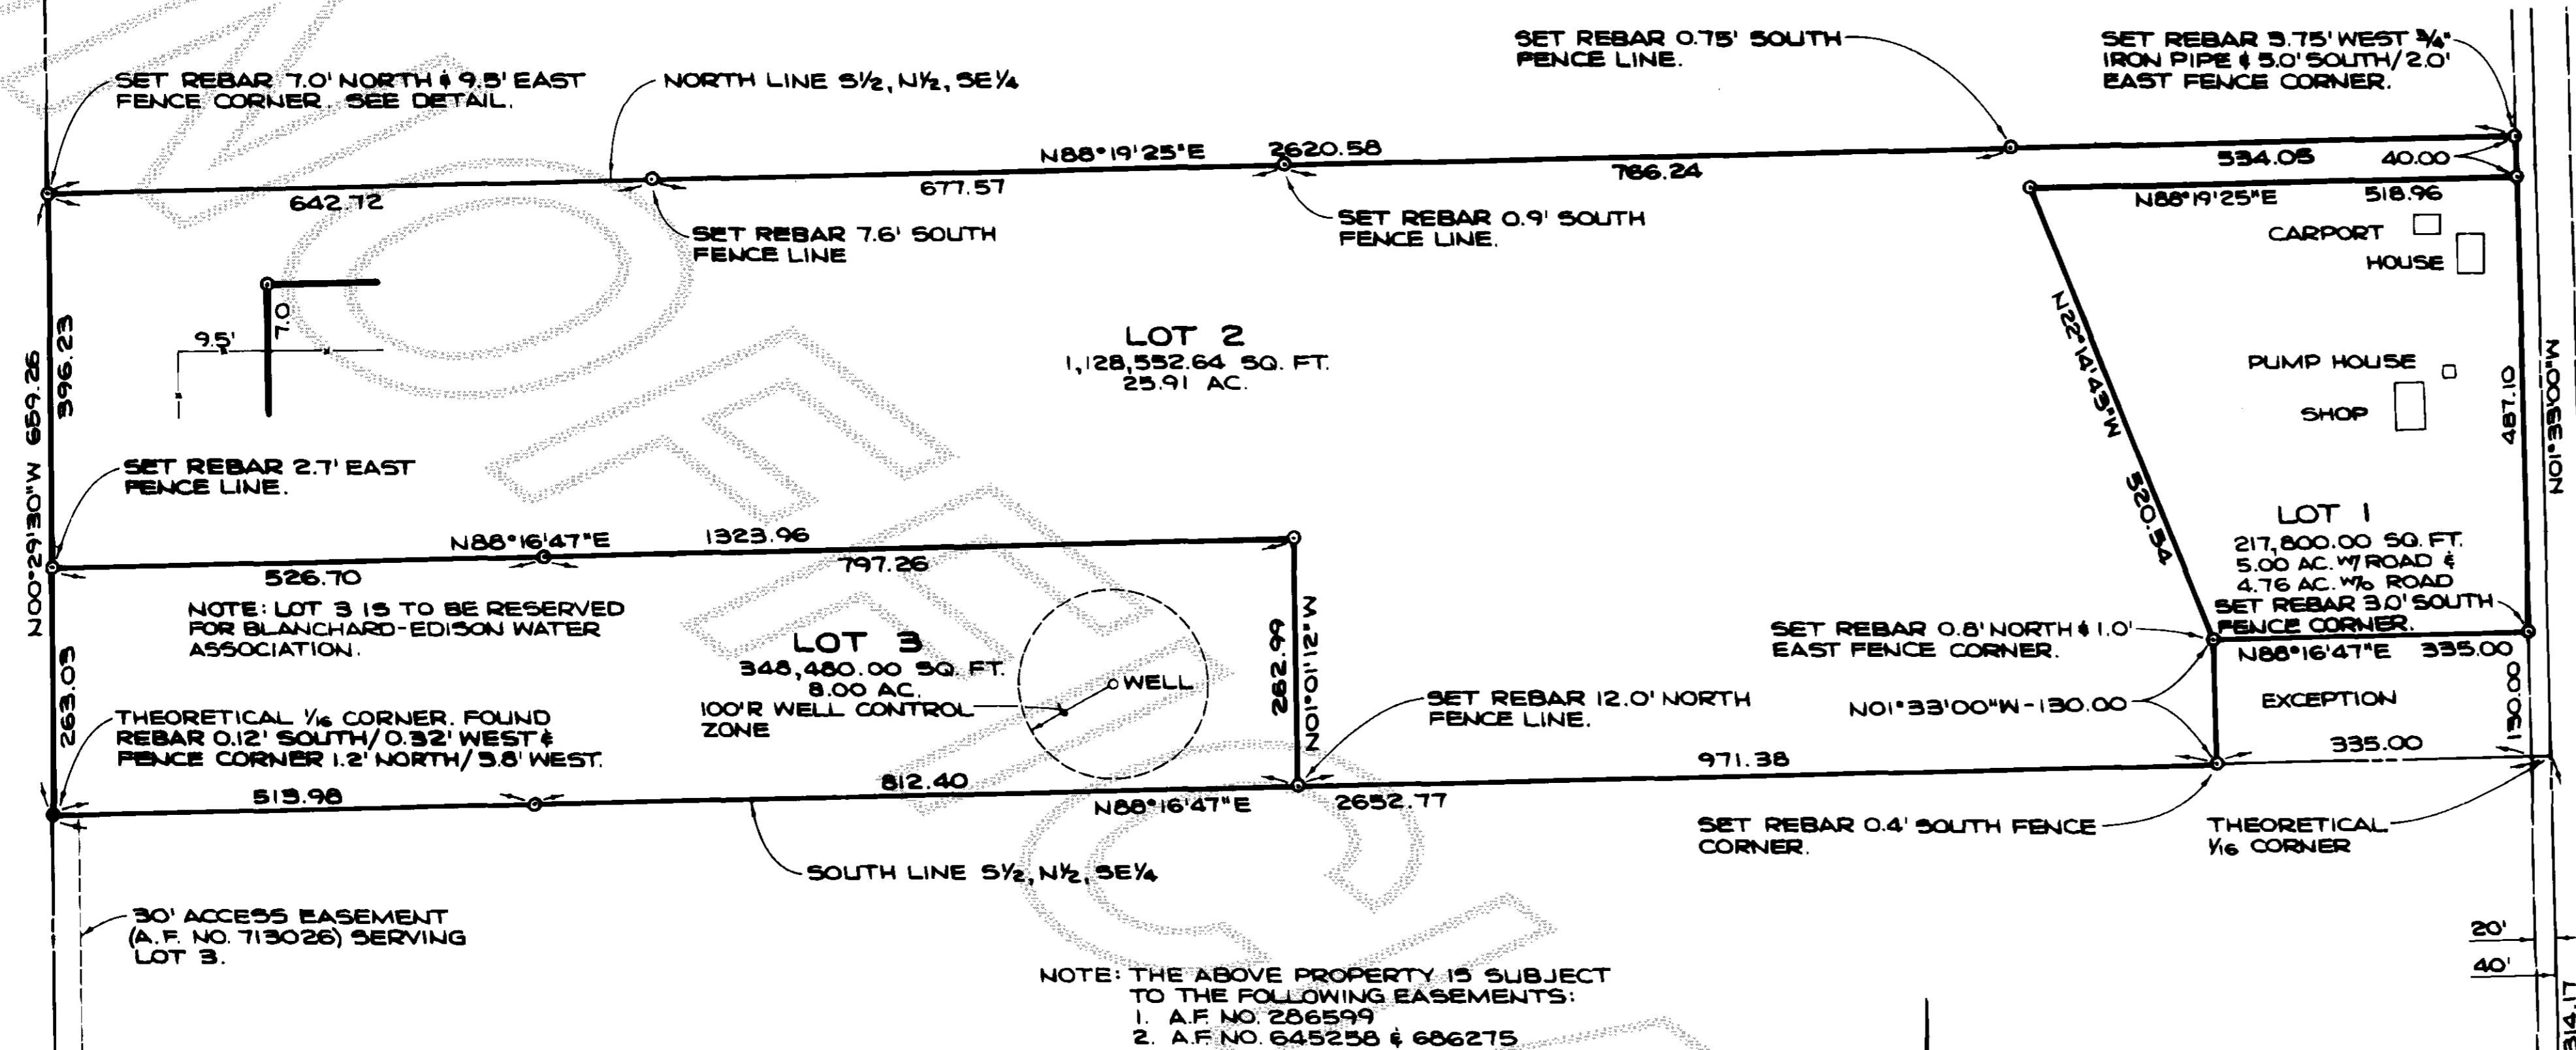 SET REBAR 0.75' SOUTH
FENCE LINE.
SET REBAR 3.75' WEST 3/4"
IRON PIPE & 5.0' SOUTH/2.0'
EAST FENCE CORNER.
SET REBAR 7.0' NORTH & 9.5' EAST
FENCE CORNER. SEE DETAIL.
NORTH LINE S1/2, N1/2, SE1/4
N88°19'25"E
2620.58
642.72
677.57
766.24
534.05
40.00
N88°19'25"E
518.96
SET REBAR 7.6' SOUTH
FENCE LINE
SET REBAR 0.9' SOUTH
FENCE LINE.
CARPORT
HOUSE
7.0
9.5'
N00°29'30"W 659.26
396.23
LOT 2
1,128,552.64 SQ. FT.
25.91 AC.
N22°14'43"W
520.54
PUMP HOUSE
SHOP
487.10
N01°33'00"W
SET REBAR 2.7' EAST
FENCE LINE.
N88°16'47"E
1323.96
526.70
797.26
LOT 1
217,800.00 SQ. FT.
5.00 AC. W/ ROAD &
4.76 AC. W/o ROAD
SET REBAR 3.0' SOUTH
FENCE CORNER.
NOTE: LOT 3 IS TO BE RESERVED
FOR BLANCHARD-EDISON WATER
ASSOCIATION.
LOT 3
348,480.00 SQ. FT.
8.00 AC.
100'R WELL CONTROL
ZONE
WELL
262.99
N01°01'12"W
SET REBAR 0.8' NORTH & 1.0'
EAST FENCE CORNER.
N88°16'47"E 335.00
EXCEPTION
N01°33'00"W-130.00
130.00
335.00
SET REBAR 12.0' NORTH
FENCE LINE.
263.03
THEORETICAL 1/16 CORNER. FOUND
REBAR 0.12' SOUTH/0.32' WEST &
FENCE CORNER 1.2' NORTH/3.8' WEST.
513.98
812.40
N88°16'47"E
2652.77
971.38
SET REBAR 0.4' SOUTH FENCE
CORNER.
THEORETICAL
1/16 CORNER
SOUTH LINE S1/2, N1/2, SE1/4
30' ACCESS EASEMENT
(A.F. NO. 713026) SERVING
LOT 3.
20'
40'
NOTE: THE ABOVE PROPERTY IS SUBJECT
TO THE FOLLOWING EASEMENTS:
1. A.F. NO. 286599
2. A.F. NO. 645258 & 686275